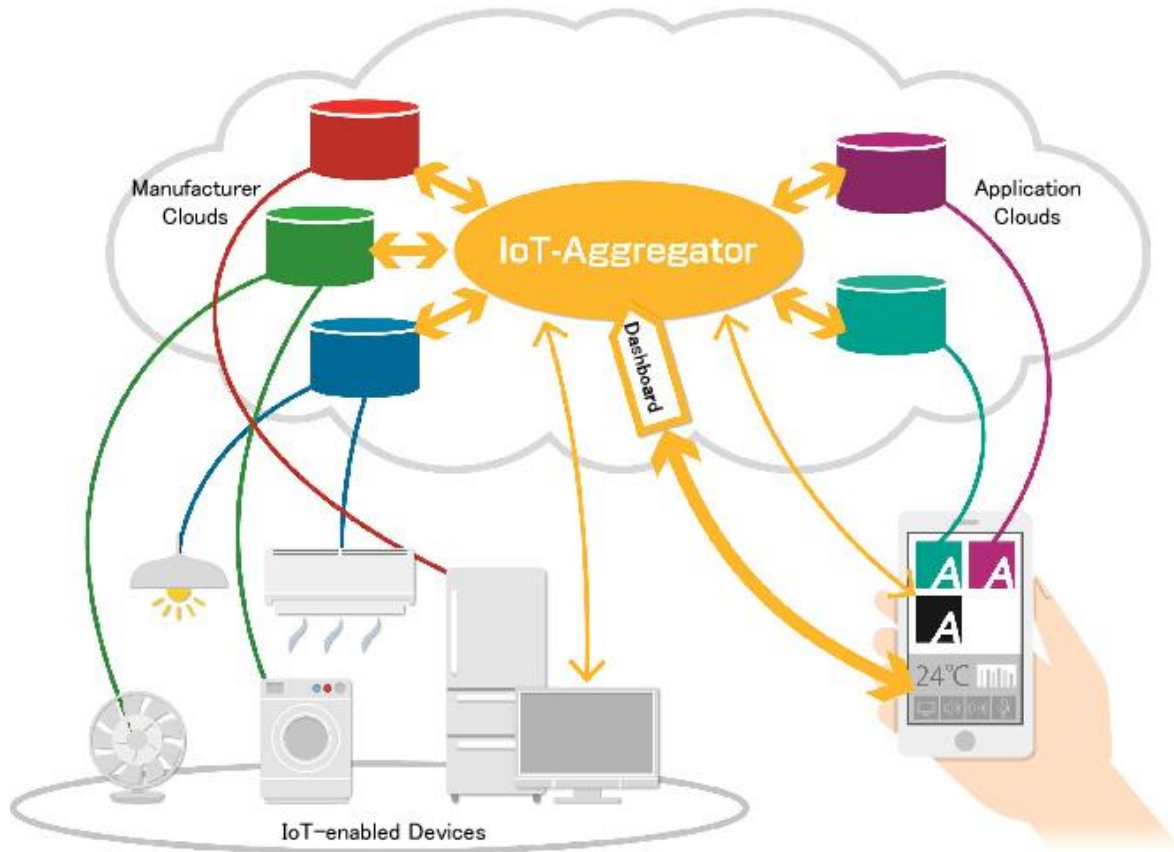 Manufacturer
Clouds
IoT-Aggregator
Application
Clouds
Dashboard
A A
A
24℃
IoT-enabled Devices